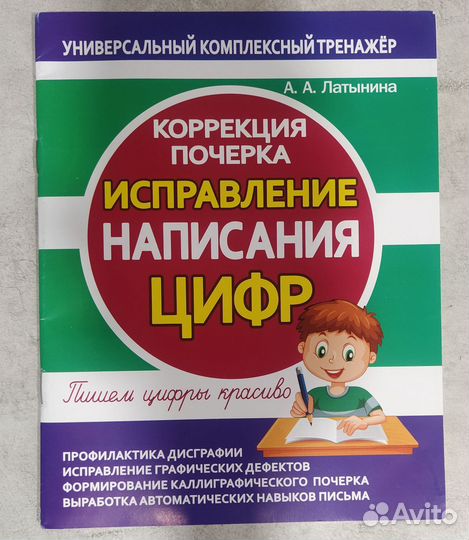 УНИВЕРСАЛЬНЫЙ КОМПЛЕКСНЫЙ ТРЕНАЖЁР
А. А. Латынина
КОРРЕКЦИЯ
ПОЧЕРКА
ИСПРАВЛЕНИЕ
НАПИСАНИЯ
ЦИФР
Пишем цифры красиво
ПРОФИЛАКТИКА ДИСГРАФИИ
ИСПРАВЛЕНИЕ ГРАФИЧЕСКИХ ДЕФЕКТОВ
ФОРМИРОВАНИЕ КАЛЛИГРАФИЧЕСКОГО ПОЧЕРКА
ВЫРАБОТКА АВТОМАТИЧЕСКИХ НАВЫКОВ ПИСЬМА
Avito